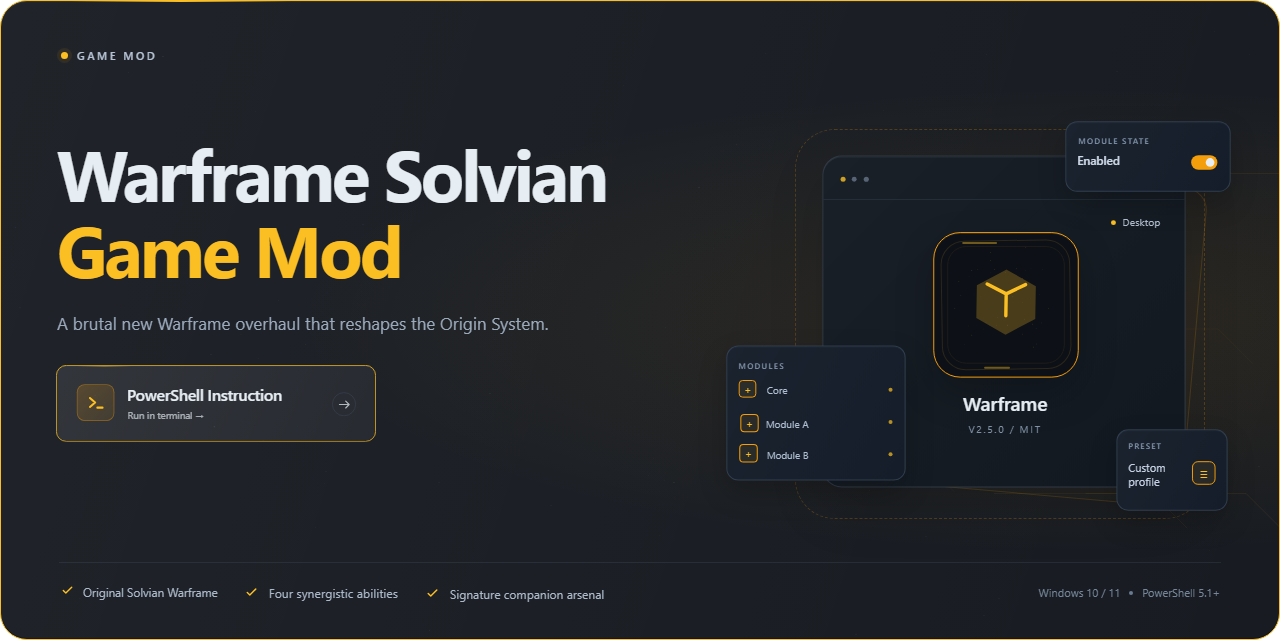 GAME MOD
Warframe Solvian
Game Mod
A brutal new Warframe overhaul that reshapes the Origin System.
PowerShell Instruction
Run in terminal →
MODULE STATE
Enabled
Desktop
MODULES
+ Core
+ Module A
+ Module B
Warframe
V2.5.0 / MIT
PRESET
Custom
profile
Original Solvian Warframe
Four synergistic abilities
Signature companion arsenal
Windows 10 / 11 • PowerShell 5.1+